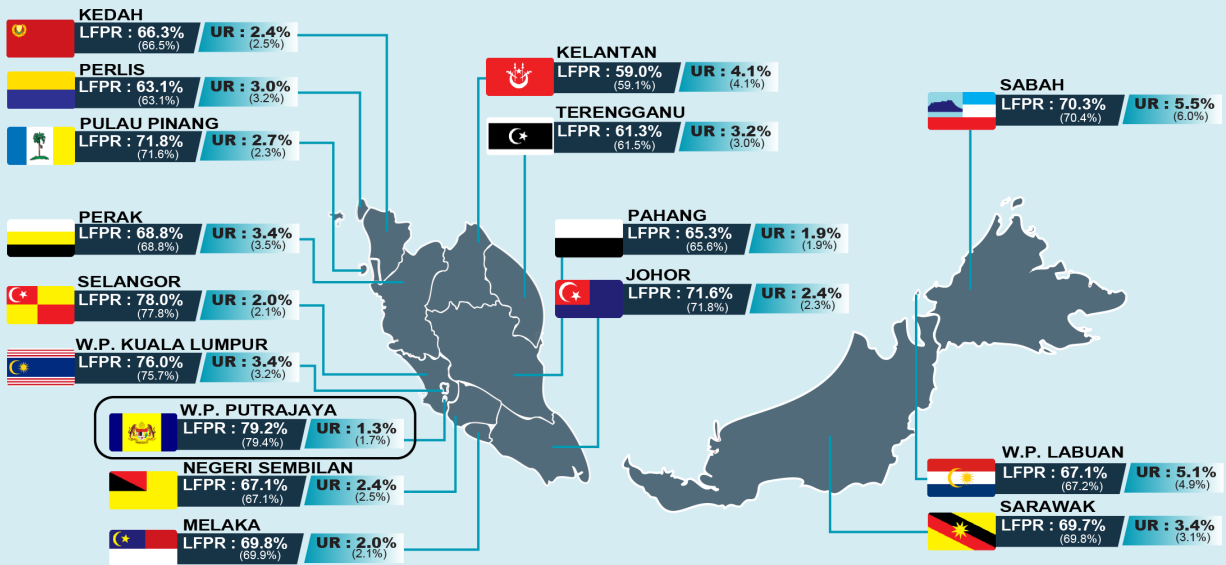 KEDAH
LFPR : 66.3% UR : 2.4%
(66.5%) (2.5%)
PERLIS
LFPR : 63.1% UR : 3.0%
(63.1%) (3.2%)
PULAU PINANG
LFPR : 71.8% UR : 2.7%
(71.6%) (2.3%)
PERAK
LFPR : 68.8% UR : 3.4%
(68.8%) (3.5%)
SELANGOR
LFPR : 78.0% UR : 2.0%
(77.8%) (2.1%)
W.P. KUALA LUMPUR
LFPR : 76.0% UR : 3.4%
(75.7%) (3.2%)
W.P. PUTRAJAYA
LFPR : 79.2% UR : 1.3%
(79.4%) (1.7%)
NEGERI SEMBILAN
LFPR : 67.1% UR : 2.4%
(67.1%) (2.5%)
MELAKA
LFPR : 69.8% UR : 2.0%
(69.9%) (2.1%)
KELANTAN
LFPR : 59.0% UR : 4.1%
(59.1%) (4.1%)
TERENGGANU
LFPR : 61.3% UR : 3.2%
(61.5%) (3.0%)
PAHANG
LFPR : 65.3% UR : 1.9%
(65.6%) (1.9%)
JOHOR
LFPR : 71.6% UR : 2.4%
(71.8%) (2.3%)
SABAH
LFPR : 70.3% UR : 5.5%
(70.4%) (6.0%)
W.P. LABUAN
LFPR : 67.1% UR : 5.1%
(67.2%) (4.9%)
SARAWAK
LFPR : 69.7% UR : 3.4%
(69.8%) (3.1%)